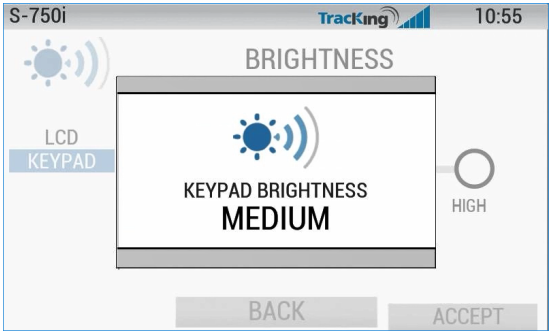 S-750i TracKing 10:55
BRIGHTNESS
LCD
KEYPAD
KEYPAD BRIGHTNESS
MEDIUM
HIGH
BACK ACCEPT